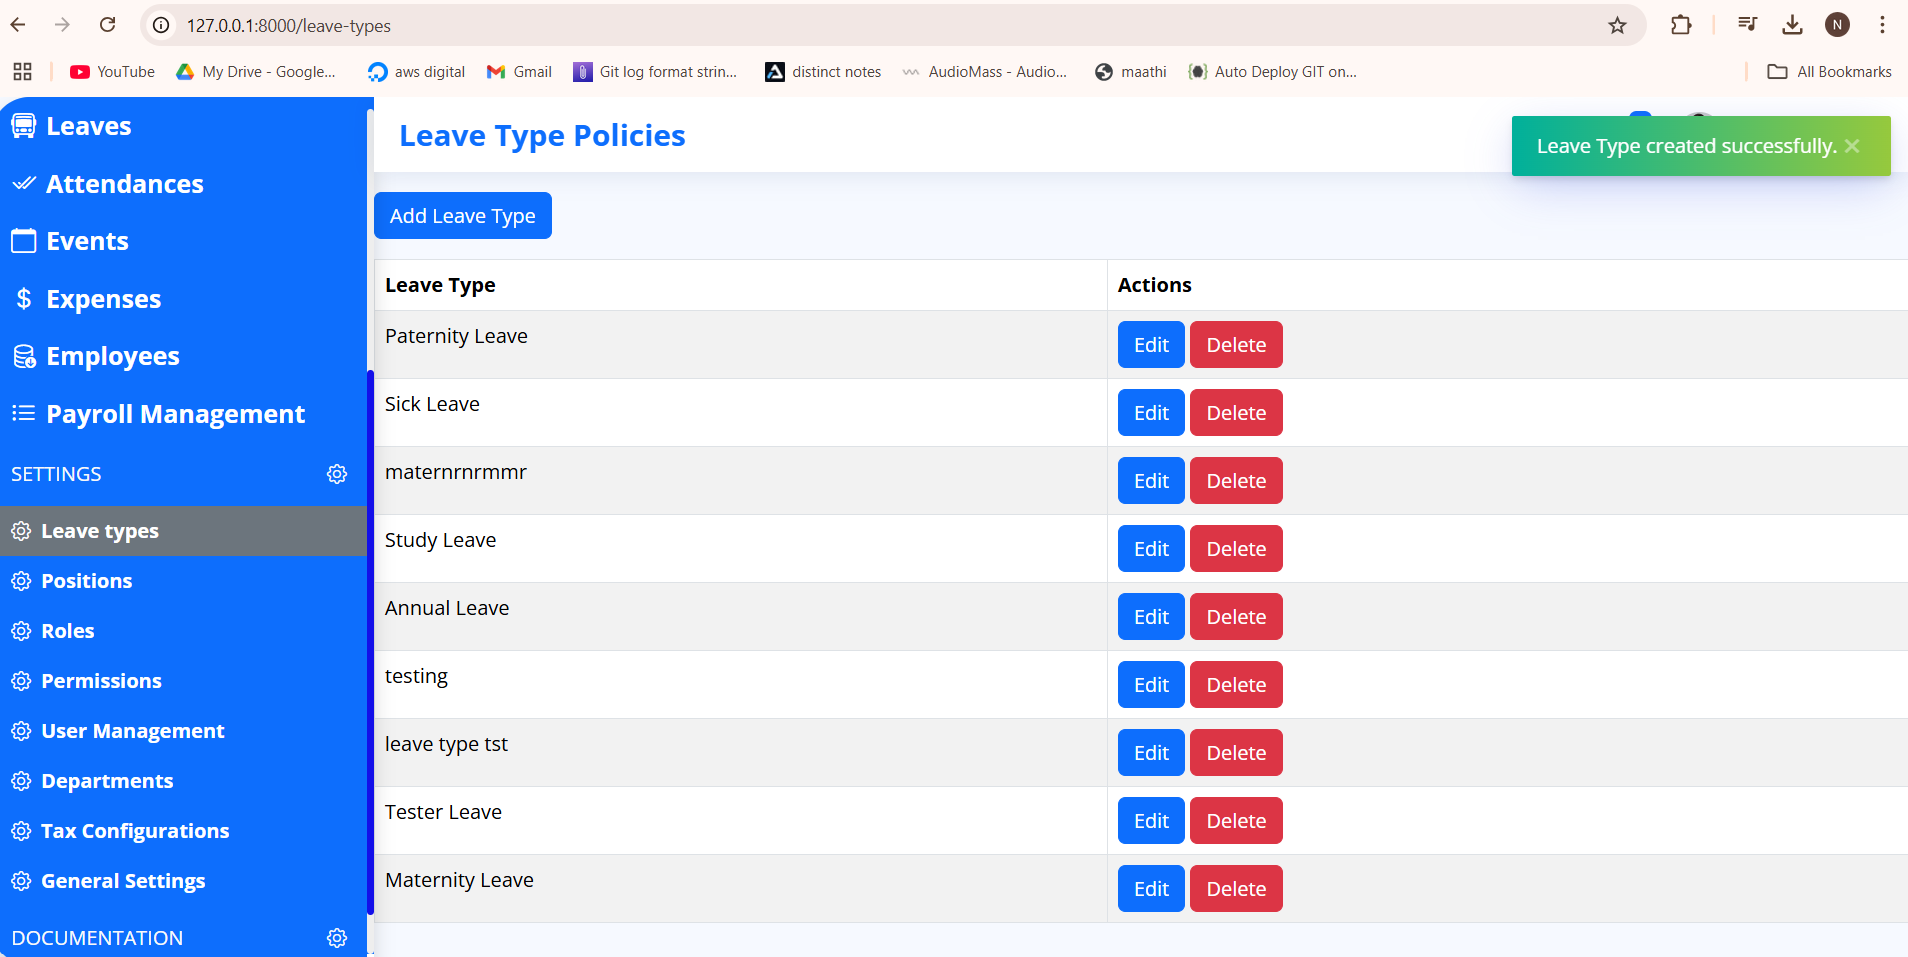 127.0.0.1:8000/leave-types
N
YouTube
My Drive - Google...
aws digital
Gmail
Git log format strin...
distinct notes
AudioMass - Audio...
maathi
Auto Deploy GIT on...
All Bookmarks
Leaves
Attendances
Events
Expenses
Employees
Payroll Management
SETTINGS
Leave types
Positions
Roles
Permissions
User Management
Departments
Tax Configurations
General Settings
DOCUMENTATION
Leave Type Policies
Leave Type created successfully. ×
Add Leave Type
Leave Type Actions
Paternity Leave Edit Delete
Sick Leave Edit Delete
maternrnrmmr Edit Delete
Study Leave Edit Delete
Annual Leave Edit Delete
testing Edit Delete
leave type tst Edit Delete
Tester Leave Edit Delete
Maternity Leave Edit Delete